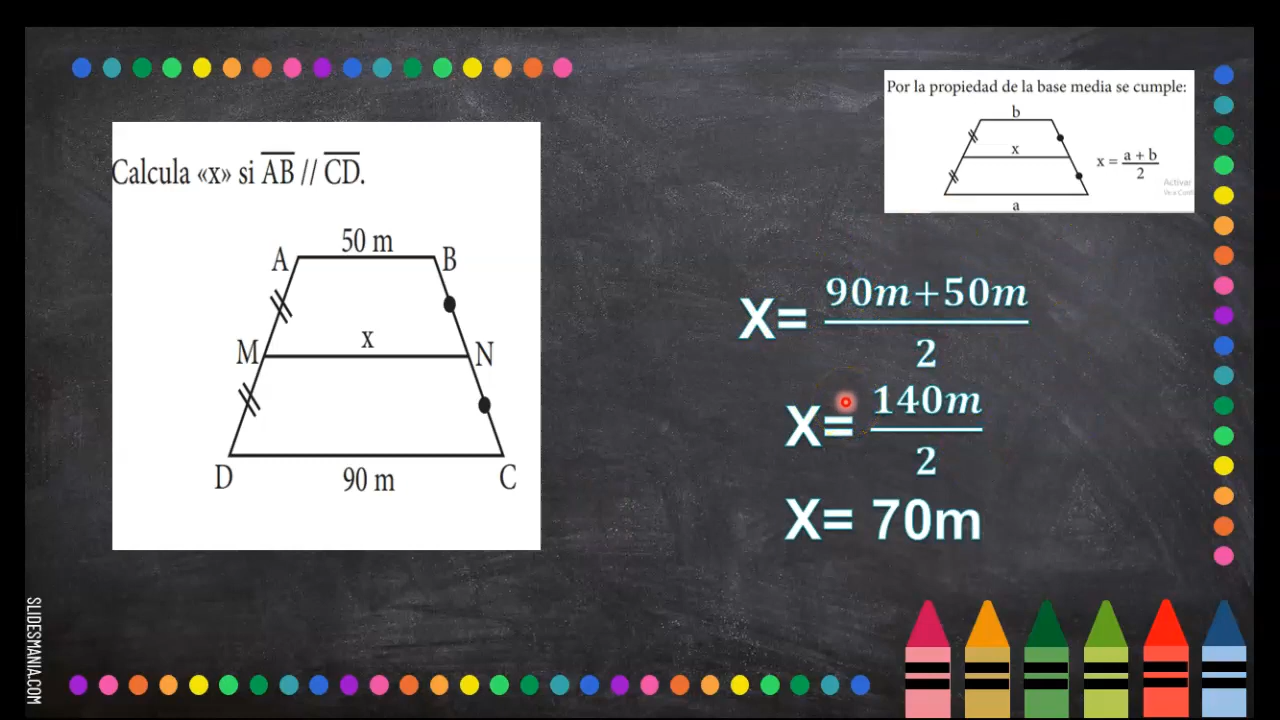 Calcula «x» si AB // CD.
50 m
A
B
x
M
N
D
90 m
C
Por la propiedad de la base media se cumple:
b
x
x = a + b
2
a
Activar
X= 90m+50m
2
X= 140m
2
X= 70m
SLIDESMANIA.COM